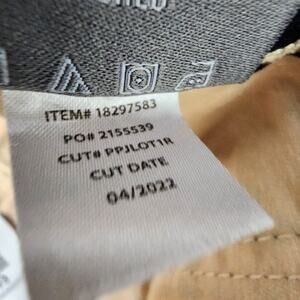 ITEM# 18297583
PO# 2155539
CUT# PPJLOT1R
CUT DATE
04/2022